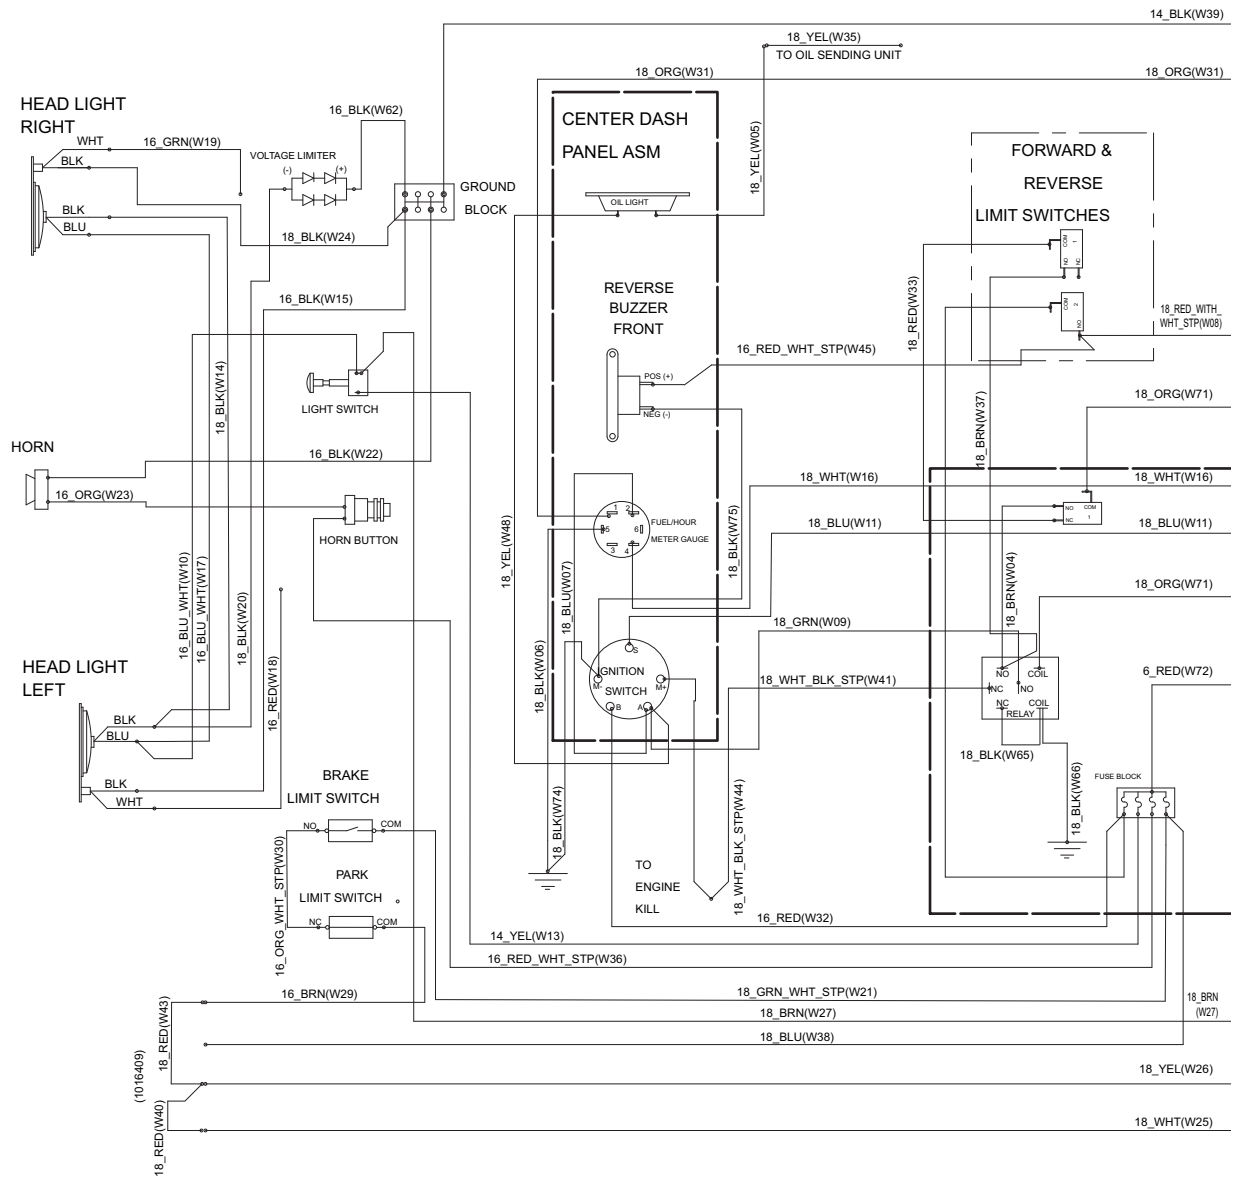 14_BLK(W39)
18_YEL(W35)
TO OIL SENDING UNIT
18_ORG(W31)
18_ORG(W31)
HEAD LIGHT
RIGHT
16_BLK(W62)
WHT
16_GRN(W19)
BLK
VOLTAGE LIMITER
(-)
(+)
CENTER DASH
PANEL ASM
18_YEL(W05)
FORWARD &
REVERSE
LIMIT SWITCHES
GROUND
BLOCK
OIL LIGHT
BLK
BLU
18_BLK(W24)
COM
1
NO
NC
16_BLK(W15)
REVERSE
BUZZER
FRONT
18_RED(W33)
COM
2
NO
18_RED_WITH_
WHT_STP(W08)
16_RED_WHT_STP(W45)
POS (+)
NEG (-)
18_BLK(W14)
LIGHT SWITCH
18_ORG(W71)
18_BRN(W37)
HORN
16_BLK(W22)
16_ORG(W23)
HORN BUTTON
18_WHT(W16)
18_WHT(W16)
1
2
5
6
3
4
FUEL/HOUR
METER GAUGE
18_BLK(W75)
18_BLU(W11)
18_BLU(W11)
NO
COM
NC
1
18_YEL(W48)
18_BLU(W07)
18_BRN(W04)
18_ORG(W71)
16_BLU_WHT(W10)
16_BLU_WHT(W17)
18_BLK(W20)
16_RED(W18)
18_BLK(W06)
18_GRN(W09)
S
IGNITION
SWITCH
M-
M+
B
A
18_WHT_BLK_STP(W41)
NO
COIL
NC
NO
NC
COIL
RELAY
6_RED(W72)
HEAD LIGHT
LEFT
BLK
BLU
BLK
WHT
18_BLK(W65)
18_BLK(W66)
FUSE BLOCK
BRAKE
LIMIT SWITCH
NO
COM
18_BLK(W74)
18_WHT_BLK_STP(W44)
16_ORG_WHT_STP(W30)
PARK
LIMIT SWITCH
NC
COM
TO
ENGINE
KILL
16_RED(W32)
14_YEL(W13)
16_RED_WHT_STP(W36)
16_BRN(W29)
18_GRN_WHT_STP(W21)
18_BRN
(W27)
18_BRN(W27)
18_RED(W43)
18_BLU(W38)
(1016409)
18_YEL(W26)
18_RED(W40)
18_WHT(W25)